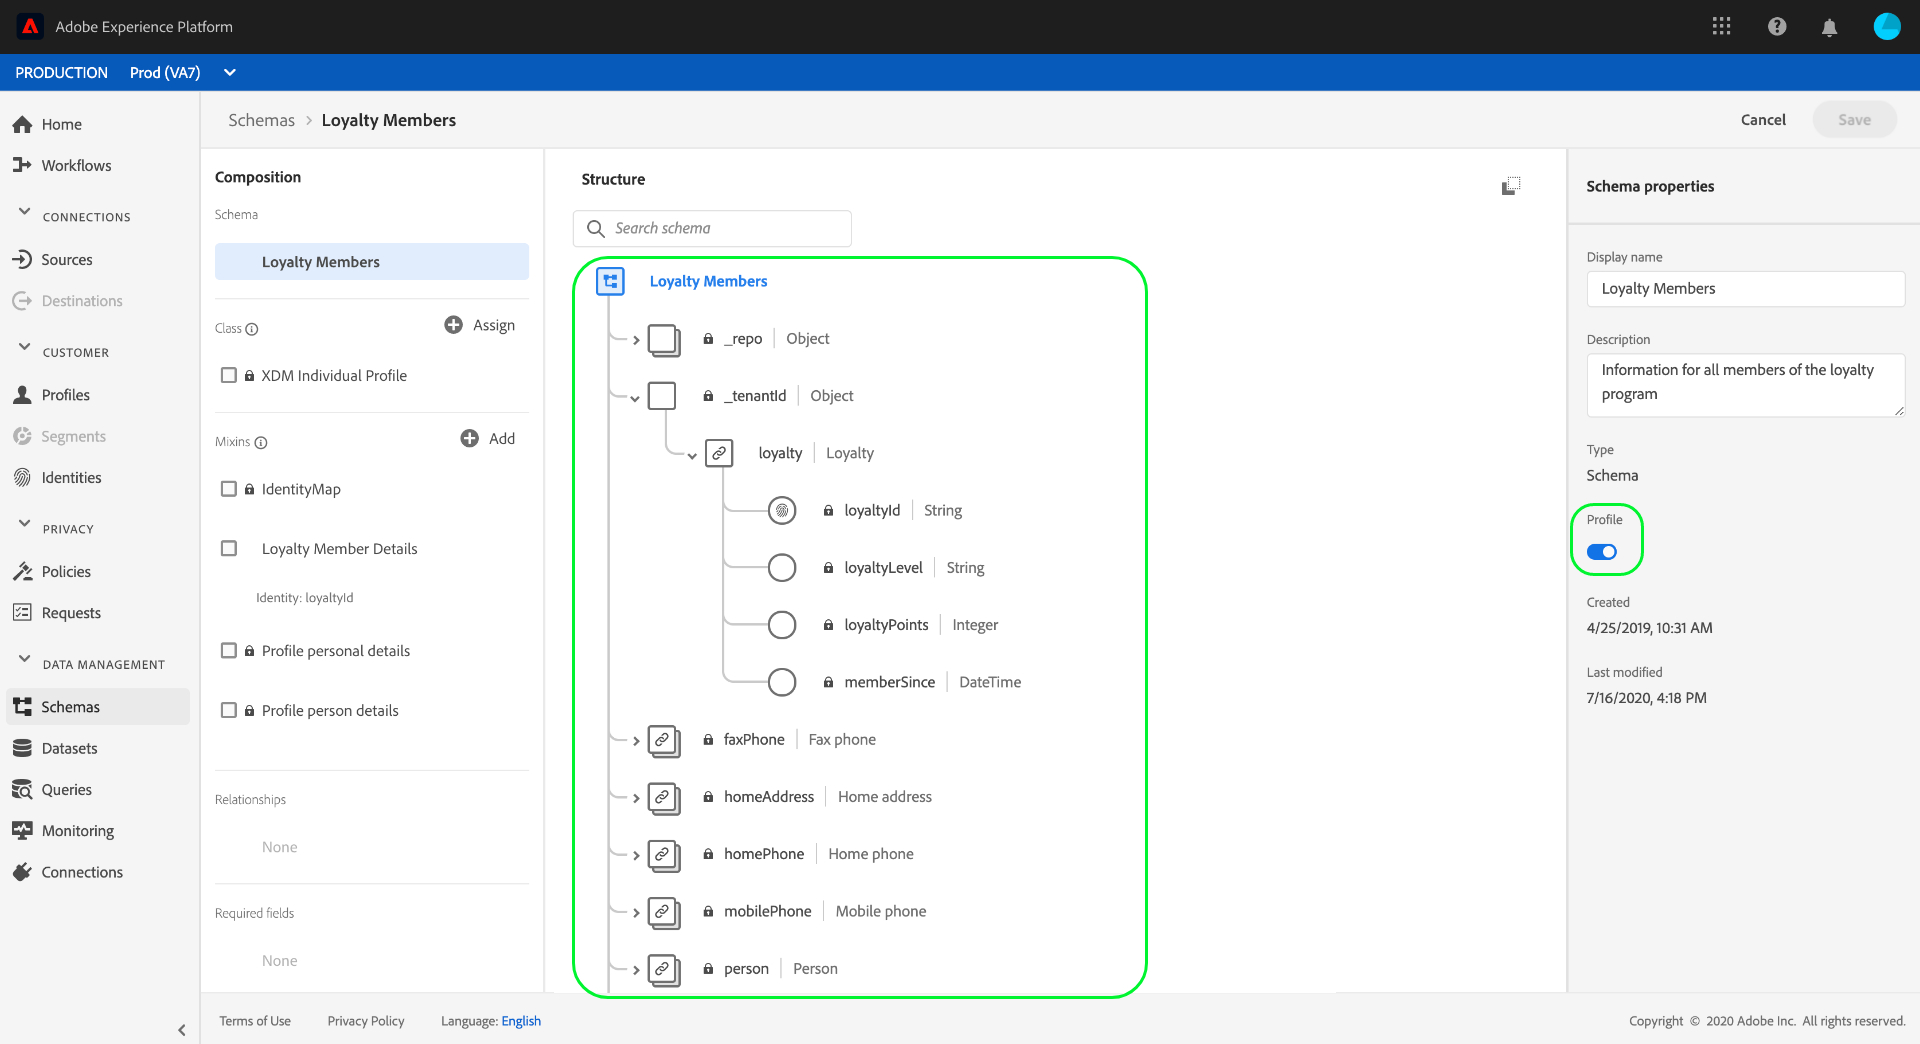 Adobe Experience Platform
PRODUCTION Prod (VA7)
Home
Workflows
CONNECTIONS
Sources
Destinations
CUSTOMER
Profiles
Segments
Identities
PRIVACY
Policies
Requests
DATA MANAGEMENT
Schemas
Datasets
Queries
Monitoring
Connections
Schemas > Loyalty Members
Cancel
Save
Composition
Schema
Loyalty Members
Class
Assign
XDM Individual Profile
Mixins
Add
IdentityMap
Loyalty Member Details
Identity: loyaltyId
Profile personal details
Profile person details
Relationships
None
Required fields
None
Structure
Search schema
Loyalty Members
_repo | Object
_tenantId | Object
loyalty | Loyalty
loyaltyId | String
loyaltyLevel | String
loyaltyPoints | Integer
memberSince | DateTime
faxPhone | Fax phone
homeAddress | Home address
homePhone | Home phone
mobilePhone | Mobile phone
person | Person
Schema properties
Display name
Loyalty Members
Description
Information for all members of the loyalty
program
Type
Schema
Profile
Created
4/25/2019, 10:31 AM
Last modified
7/16/2020, 4:18 PM
Terms of Use
Privacy Policy
Language: English
Copyright © 2020 Adobe Inc. All rights reserved.